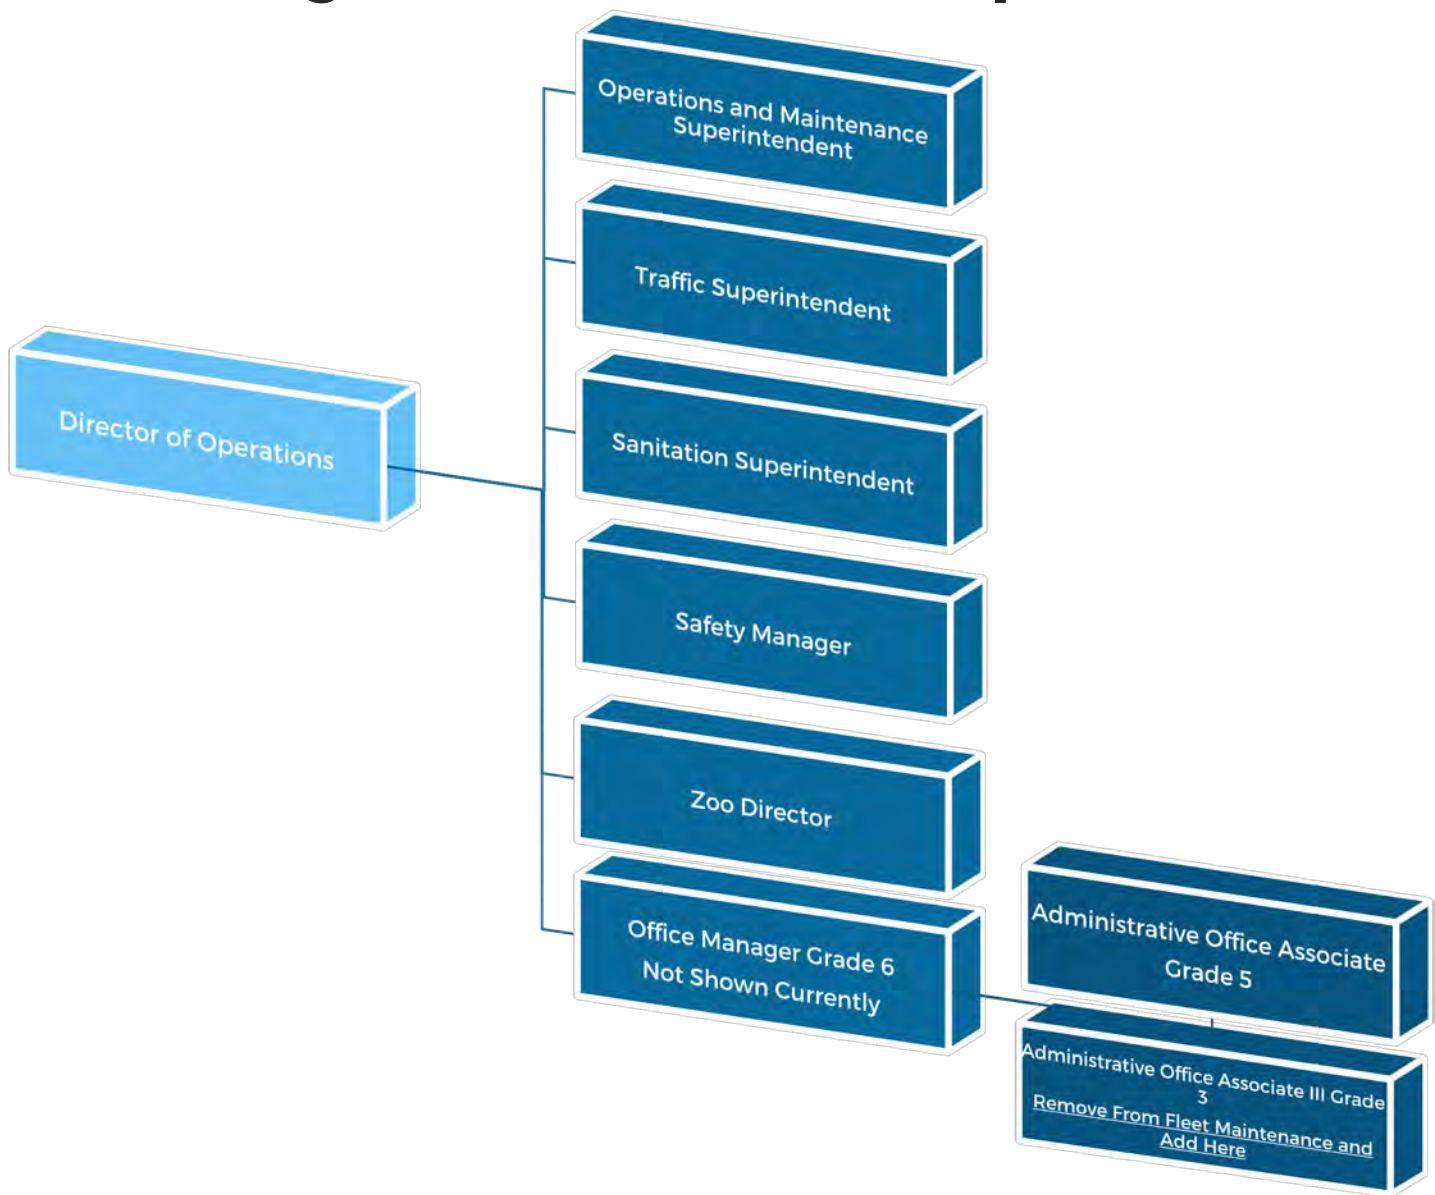 Operations and Maintenance
Superintendent
Traffic Superintendent
Sanitation Superintendent
Director of Operations
Safety Manager
Zoo Director
Office Manager Grade 6
Not Shown Currently
Administrative Office Associate
Grade 5
Administrative Office Associate III Grade
3
Remove From Fleet Maintenance and
Add Here